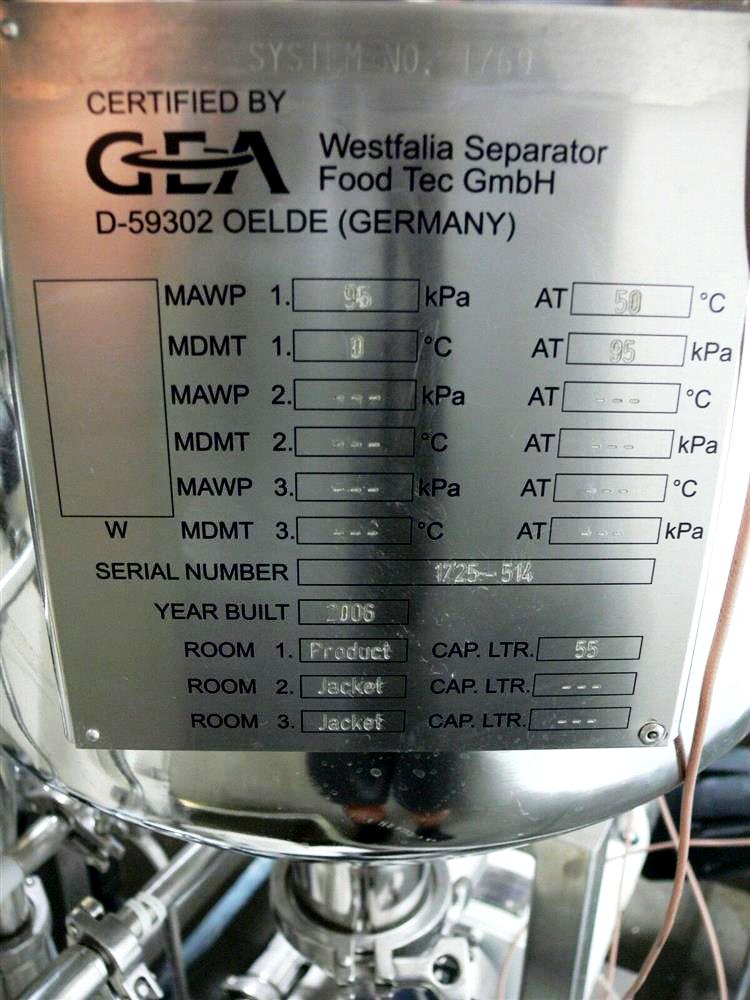 SYSTEM NO. 1769
CERTIFIED BY
GEA Westfalia Separator
Food Tec GmbH
D-59302 OELDE (GERMANY)
MAWP 1. 95 kPa AT 50 °C
MDMT 1. 0 °C AT 95 kPa
MAWP 2. --- kPa AT --- °C
MDMT 2. --- °C AT --- kPa
MAWP 3. --- kPa AT --- °C
W MDMT 3. --- °C AT --- kPa
SERIAL NUMBER 1725-514
YEAR BUILT 2006
ROOM 1. Product CAP. LTR. 55
ROOM 2. Jacket CAP. LTR. ---
ROOM 3. Jacket CAP. LTR. ---